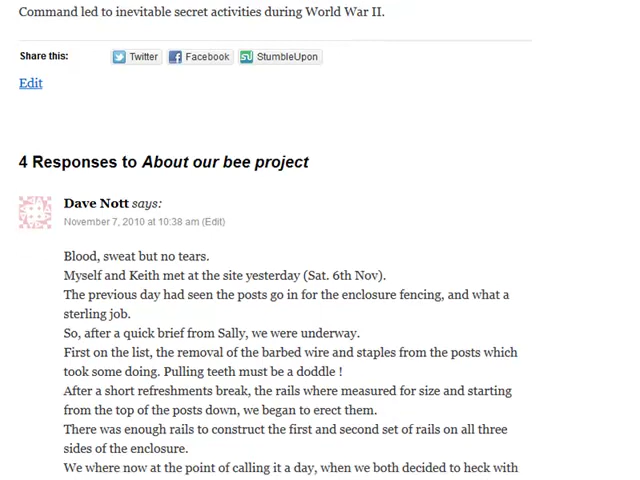 Command led to inevitable secret activities during World War II.
Share this: Twitter Facebook StumbleUpon
Edit
4 Responses to About our bee project
Dave Nott says:
November 7, 2010 at 10:38 am (Edit)
Blood, sweat but no tears.
Myself and Keith met at the site yesterday (Sat. 6th Nov).
The previous day had seen the posts go in for the enclosure fencing, and what a
sterling job.
So, after a quick brief from Sally, we were underway.
First on the list, the removal of the barbed wire and staples from the posts which
took some doing. Pulling teeth must be a doddle !
After a short refreshments break, the rails where measured for size and starting
from the top of the posts down, we began to erect them.
There was enough rails to construct the first and second set of rails on all three
sides of the enclosure.
We where now at the point of calling it a day, when we both decided to heck with